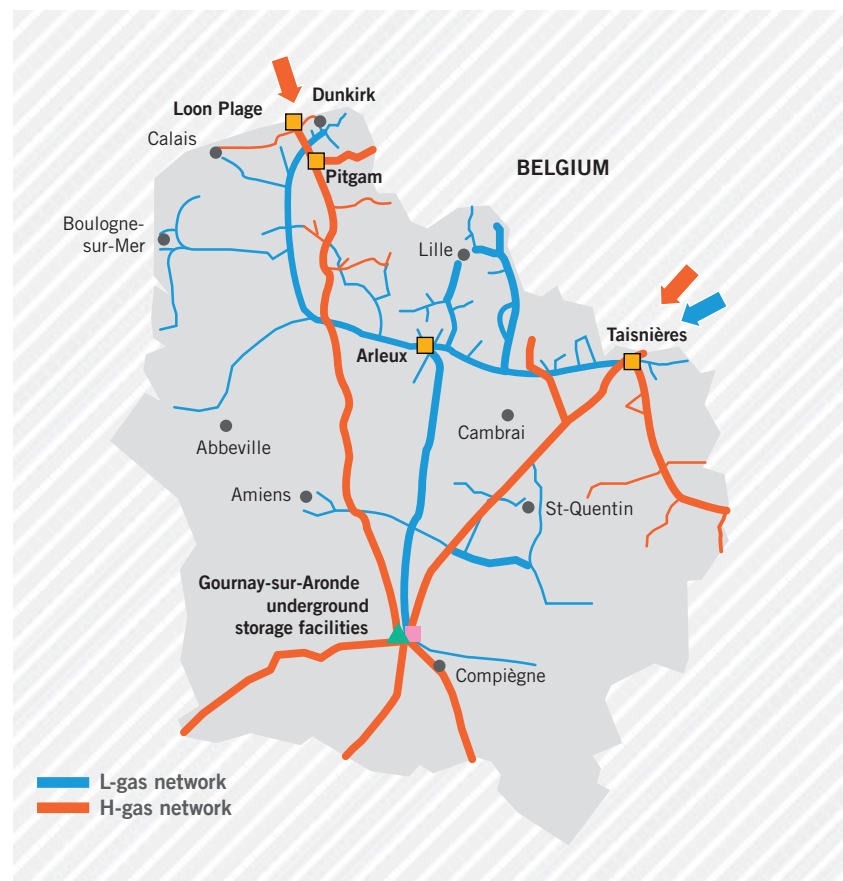 Loon Plage
Dunkirk
Calais
Pitgam
BELGIUM
Boulogne-
sur-Mer
Lille
Taisnières
Arleux
Cambrai
Abbeville
Amiens
St-Quentin
Gournay-sur-Aronde
underground
storage facilities
Compiègne
L-gas network
H-gas network